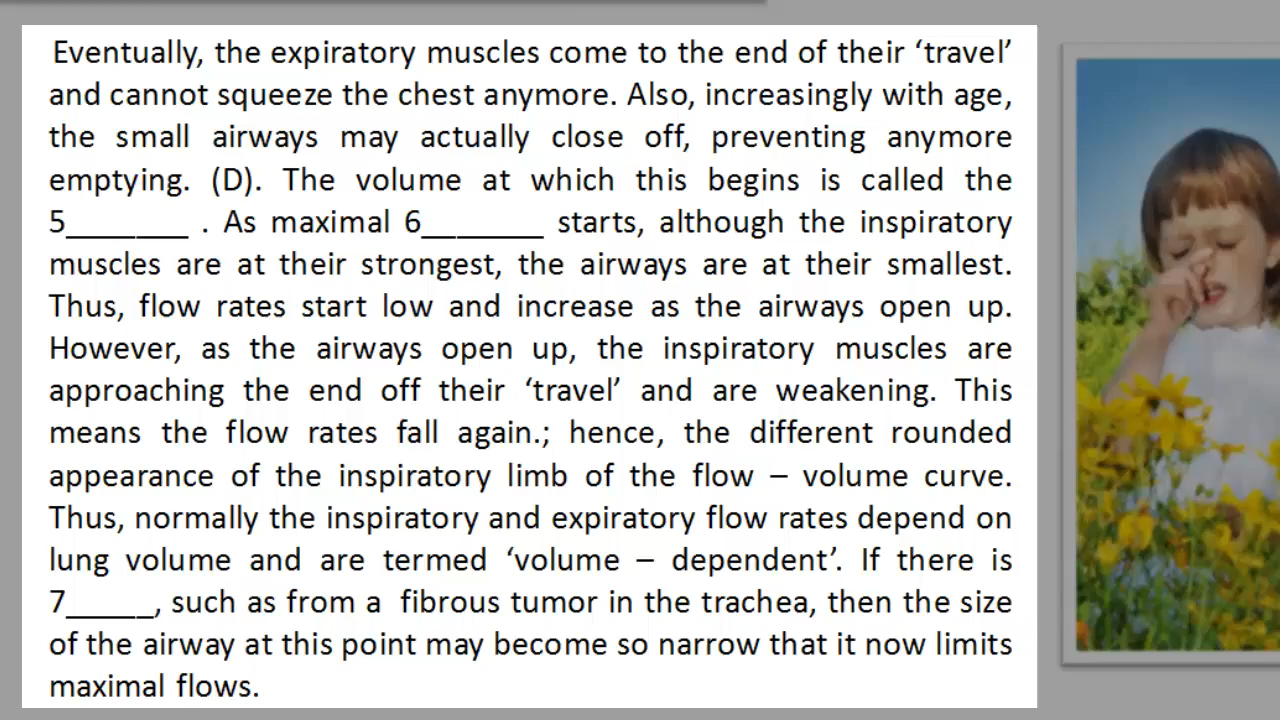 Eventually, the expiratory muscles come to the end of their ‘travel’
and cannot squeeze the chest anymore. Also, increasingly with age,
the small airways may actually close off, preventing anymore
emptying. (D). The volume at which this begins is called the
5_______ . As maximal 6_______ starts, although the inspiratory
muscles are at their strongest, the airways are at their smallest.
Thus, flow rates start low and increase as the airways open up.
However, as the airways open up, the inspiratory muscles are
approaching the end off their ‘travel’ and are weakening. This
means the flow rates fall again.; hence, the different rounded
appearance of the inspiratory limb of the flow – volume curve.
Thus, normally the inspiratory and expiratory flow rates depend on
lung volume and are termed ‘volume – dependent’. If there is
7_____, such as from a fibrous tumor in the trachea, then the size
of the airway at this point may become so narrow that it now limits
maximal flows.